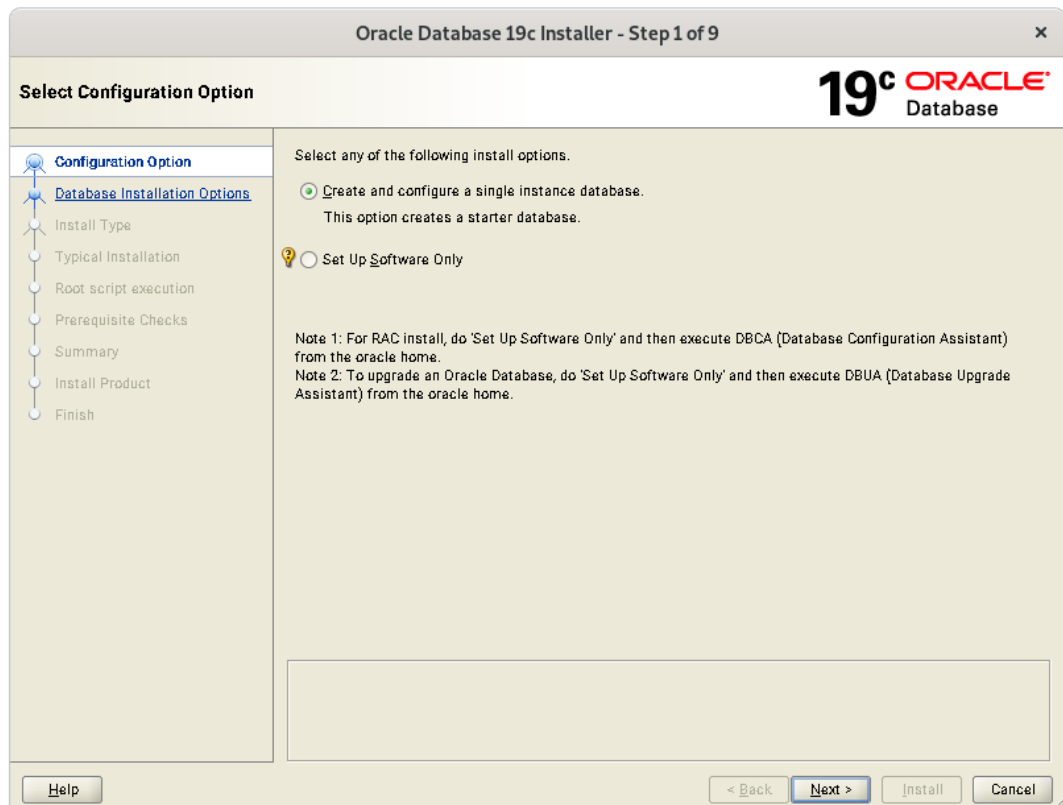 Oracle Database 19c Installer - Step 1 of 9
×
Select Configuration Option
19c ORACLE
Database
Configuration Option
Database Installation Options
Install Type
Typical Installation
Root script execution
Prerequisite Checks
Summary
Install Product
Finish
Select any of the following install options.
Create and configure a single instance database.
This option creates a starter database.
Set Up Software Only
Note 1: For RAC install, do 'Set Up Software Only' and then execute DBCA (Database Configuration Assistant)
from the oracle home.
Note 2: To upgrade an Oracle Database, do 'Set Up Software Only' and then execute DBUA (Database Upgrade
Assistant) from the oracle home.
Help
< Back
Next >
Install
Cancel